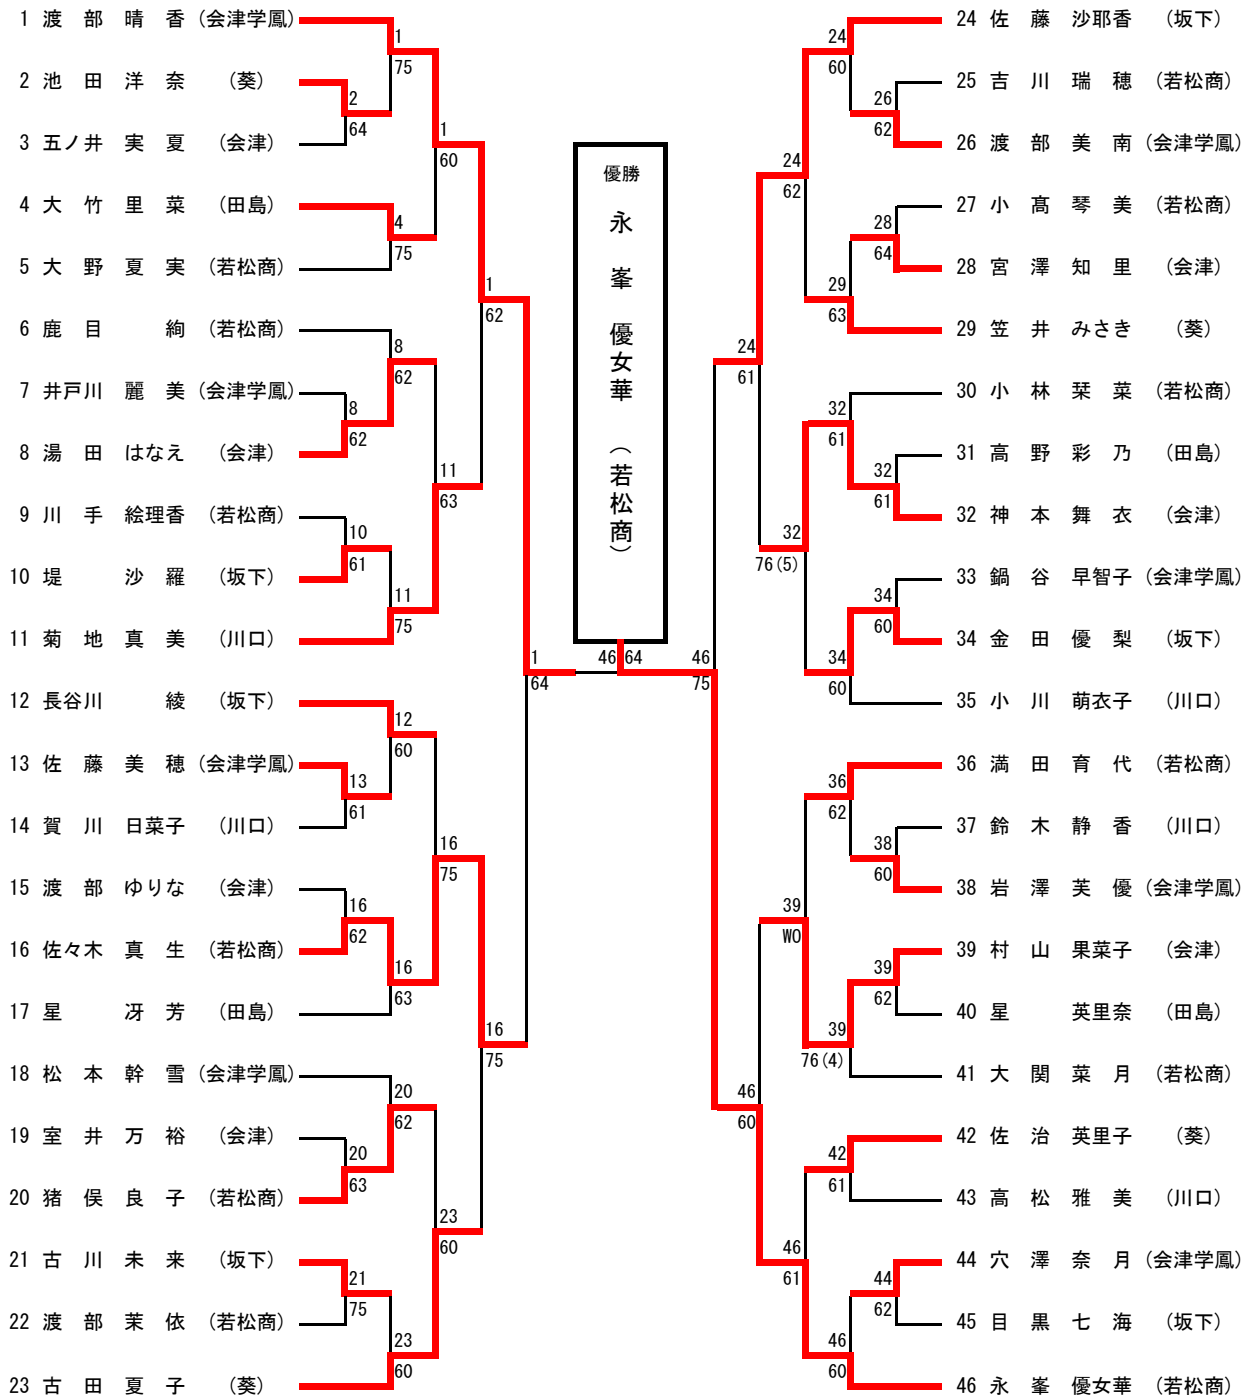 1 渡 部 晴 香 (会津学鳳)
2 池 田 洋 奈 (葵)
3 五ノ井 実 夏 (会津)
4 大 竹 里 菜 (田島)
5 大 野 夏 実 (若松商)
6 鹿 目 絢 (若松商)
7 井戸川 麗 美 (会津学鳳)
8 湯 田 はなえ (会津)
9 川 手 絵理香 (若松商)
10 堤 沙 羅 (坂下)
11 菊 地 真 美 (川口)
12 長谷川 綾 (坂下)
13 佐 藤 美 穂 (会津学鳳)
14 賀 川 日菜子 (川口)
15 渡 部 ゆりな (会津)
16 佐々木 真 生 (若松商)
17 星 冴 芳 (田島)
18 松 本 幹 雪 (会津学鳳)
19 室 井 万 裕 (会津)
20 猪 俣 良 子 (若松商)
21 古 川 未 来 (坂下)
22 渡 部 茉 依 (若松商)
23 古 田 夏 子 (葵)
2
64
8
62
10
61
13
61
16
62
20
63
21
75
1
75
4
75
8
62
11
75
12
60
16
63
20
62
23
60
1
60
11
63
16
75
23
60
1
62
16
75
1
64
優勝
永 峯 優女華 (若松商)
46 64
46
75
24
61
46
60
24
62
32
76(5)
39
WO
46
61
24
60
29
63
32
61
34
60
36
62
39
76(4)
42
61
46
60
26
62
28
64
32
61
34
60
38
60
39
62
44
62
24 佐 藤 沙耶香 (坂下)
25 吉 川 瑞 穂 (若松商)
26 渡 部 美 南 (会津学鳳)
27 小 髙 琴 美 (若松商)
28 宮 澤 知 里 (会津)
29 笠 井 みさき (葵)
30 小 林 栞 菜 (若松商)
31 高 野 彩 乃 (田島)
32 神 本 舞 衣 (会津)
33 鍋 谷 早智子 (会津学鳳)
34 金 田 優 梨 (坂下)
35 小 川 萌衣子 (川口)
36 満 田 育 代 (若松商)
37 鈴 木 静 香 (川口)
38 岩 澤 芙 優 (会津学鳳)
39 村 山 果菜子 (会津)
40 星 英里奈 (田島)
41 大 関 菜 月 (若松商)
42 佐 治 英里子 (葵)
43 高 松 雅 美 (川口)
44 穴 澤 奈 月 (会津学鳳)
45 目 黒 七 海 (坂下)
46 永 峯 優女華 (若松商)